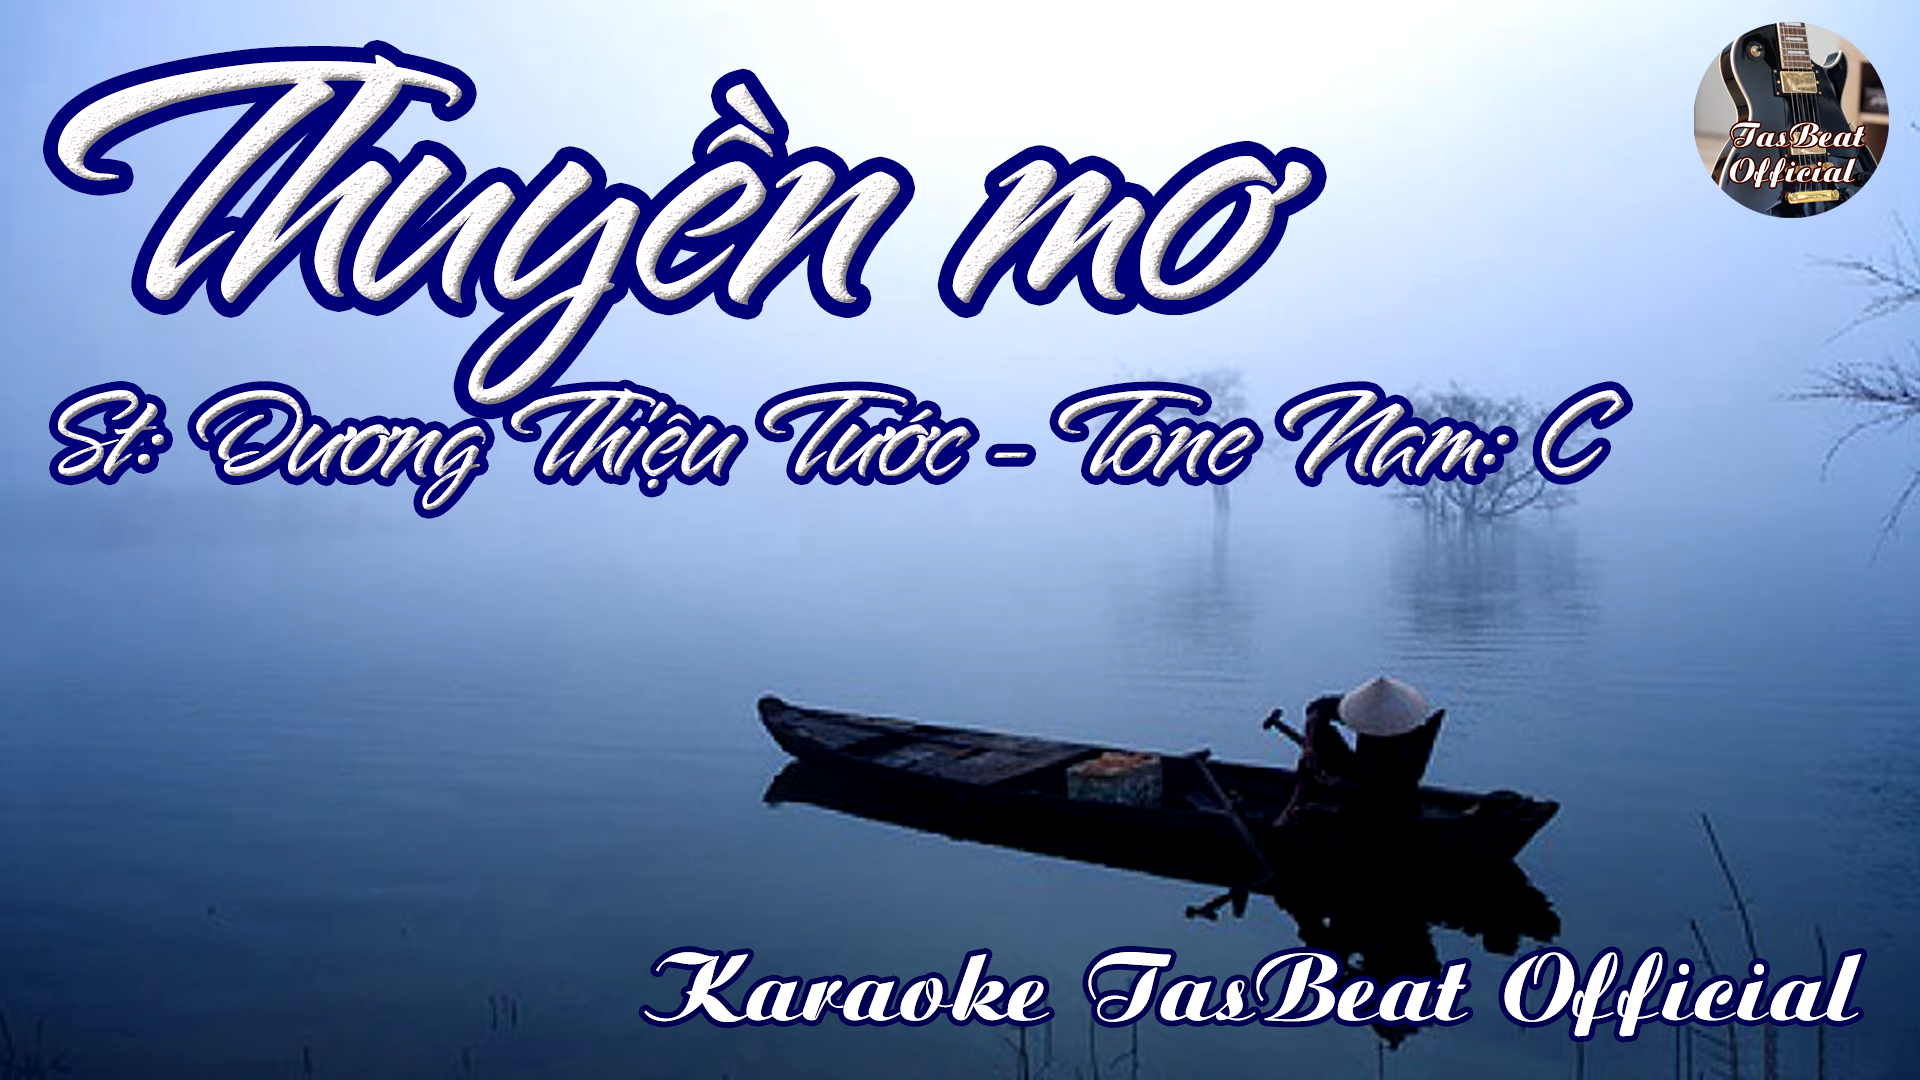 Thuyền mơ
TasBeat
Official
St: Dương Thiệu Tước - Tone Nam: C
Karaoke TasBeat Official